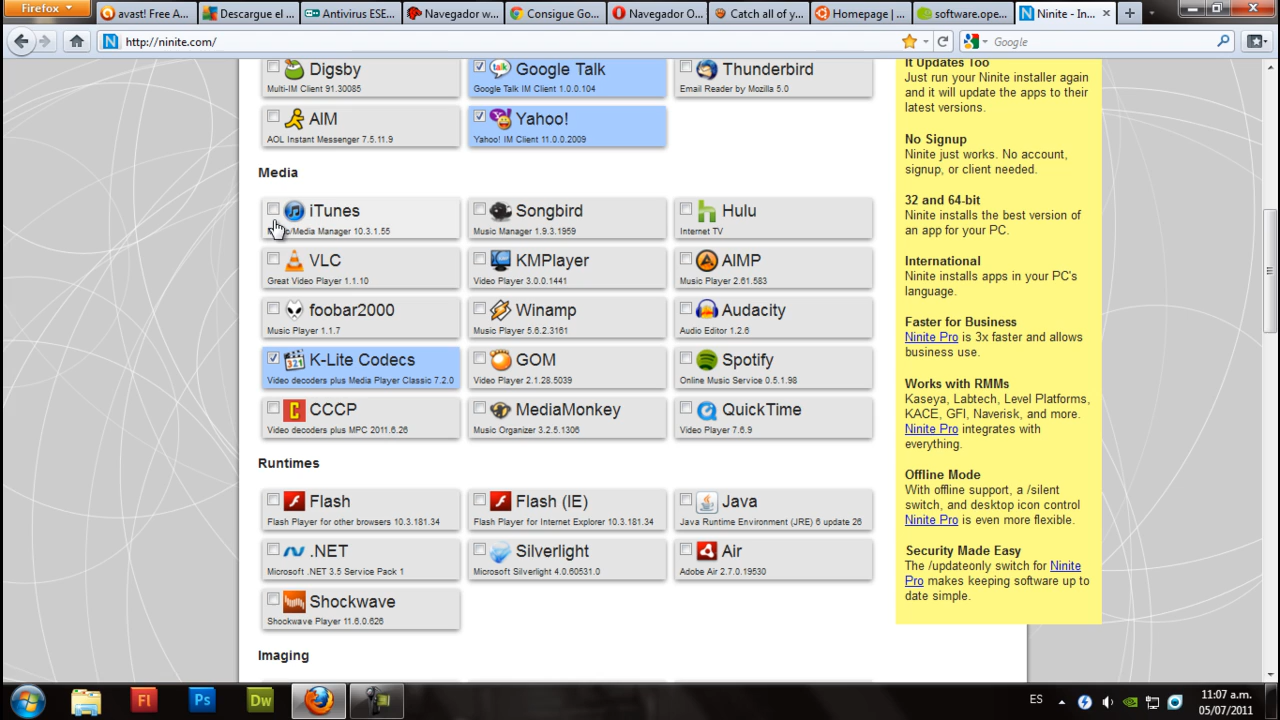 Firefox
avast! Free A...
Descargue el ...
Antivirus ESE...
Navegador w...
Consigue Go...
Navegador O...
Catch all of y...
Homepage | ...
software.ope...
Ninite - In...
http://ninite.com/
Google
Digsby
Multi-IM Client 91.30085
Google Talk
Google Talk IM Client 1.0.0.104
Thunderbird
Email Reader by Mozilla 5.0
AIM
AOL Instant Messenger 7.5.11.9
Yahoo!
Yahoo! IM Client 11.0.0.2009
Media
iTunes
/Media Manager 10.3.1.55
Songbird
Music Manager 1.9.3.1959
Hulu
Internet TV
VLC
Great Video Player 1.1.10
KMPlayer
Video Player 3.0.0.1441
AIMP
Music Player 2.61.583
foobar2000
Music Player 1.1.7
Winamp
Music Player 5.6.2.3161
Audacity
Audio Editor 1.2.6
K-Lite Codecs
Video decoders plus Media Player Classic 7.2.0
GOM
Video Player 2.1.28.5039
Spotify
Online Music Service 0.5.1.98
CCCP
Video decoders plus MPC 2011.6.26
MediaMonkey
Music Organizer 3.2.5.1306
QuickTime
Video Player 7.6.9
Runtimes
Flash
Flash Player for other browsers 10.3.181.34
Flash (IE)
Flash Player for Internet Explorer 10.3.181.34
Java
Java Runtime Environment (JRE) 6 update 26
.NET
Microsoft .NET 3.5 Service Pack 1
Silverlight
Microsoft Silverlight 4.0.60531.0
Air
Adobe Air 2.7.0.19530
Shockwave
Shockwave Player 11.6.0.626
Imaging
It Updates Too
Just run your Ninite installer again
and it will update the apps to their
latest versions.
No Signup
Ninite just works. No account,
signup, or client needed.
32 and 64-bit
Ninite installs the best version of
an app for your PC.
International
Ninite installs apps in your PC's
language.
Faster for Business
Ninite Pro is 3x faster and allows
business use.
Works with RMMs
Kaseya, Labtech, Level Platforms,
KACE, GFI, Naverisk, and more.
Ninite Pro integrates with
everything.
Offline Mode
With offline support, a /silent
switch, and desktop icon control
Ninite Pro is even more flexible.
Security Made Easy
The /updateonly switch for Ninite
Pro makes keeping software up to
date simple.
Fl
Ps
Dw
ES
11:07 a.m.
05/07/2011